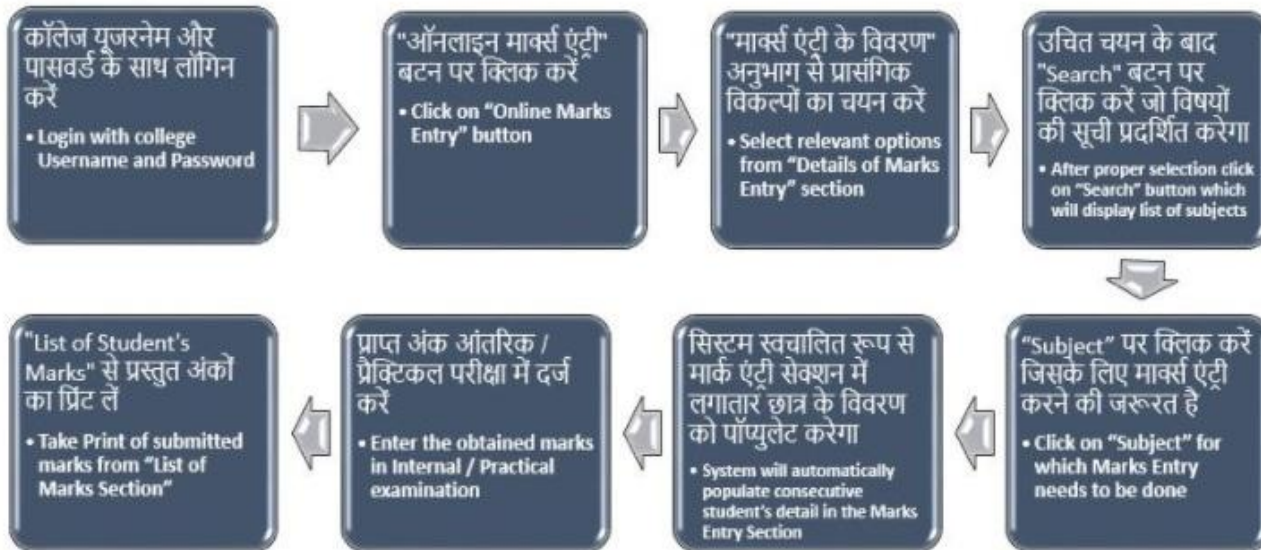 कॉलेज यूजरनेम और
पासवर्ड के साथ लॉगिन
करें
• Login with college
Username and Password
"ऑनलाइन मार्क्स एंट्री"
बटन पर क्लिक करें
• Click on “Online Marks
Entry” button
"मार्क्स एंट्री के विवरण"
अनुभाग से प्रासंगिक
विकल्पों का चयन करें
• Select relevant options
from “Details of Marks
Entry” section
उचित चयन के बाद
"Search" बटन पर
क्लिक करें जो विषयों
की सूची प्रदर्शित करेगा
• After proper selection click
on “Search” button which
will display list of subjects
“Subject” पर क्लिक करें
जिसके लिए मार्क्स एंट्री
करने की जरूरत है
• Click on “Subject” for
which Marks Entry
needs to be done
सिस्टम स्वचालित रूप से
मार्क एंट्री सेक्शन में
लगातार छात्र के विवरण
को पॉप्युलेट करेगा
• System will automatically
populate consecutive
student’s detail in the Marks
Entry Section
प्राप्त अंक आंतरिक /
प्रैक्टिकल परीक्षा में दर्ज
करें
• Enter the obtained marks
in Internal / Practical
examination
"List of Student's
Marks" से प्रस्तुत अंकों
का प्रिंट लें
• Take Print of submitted
marks from “List of
Marks Section”